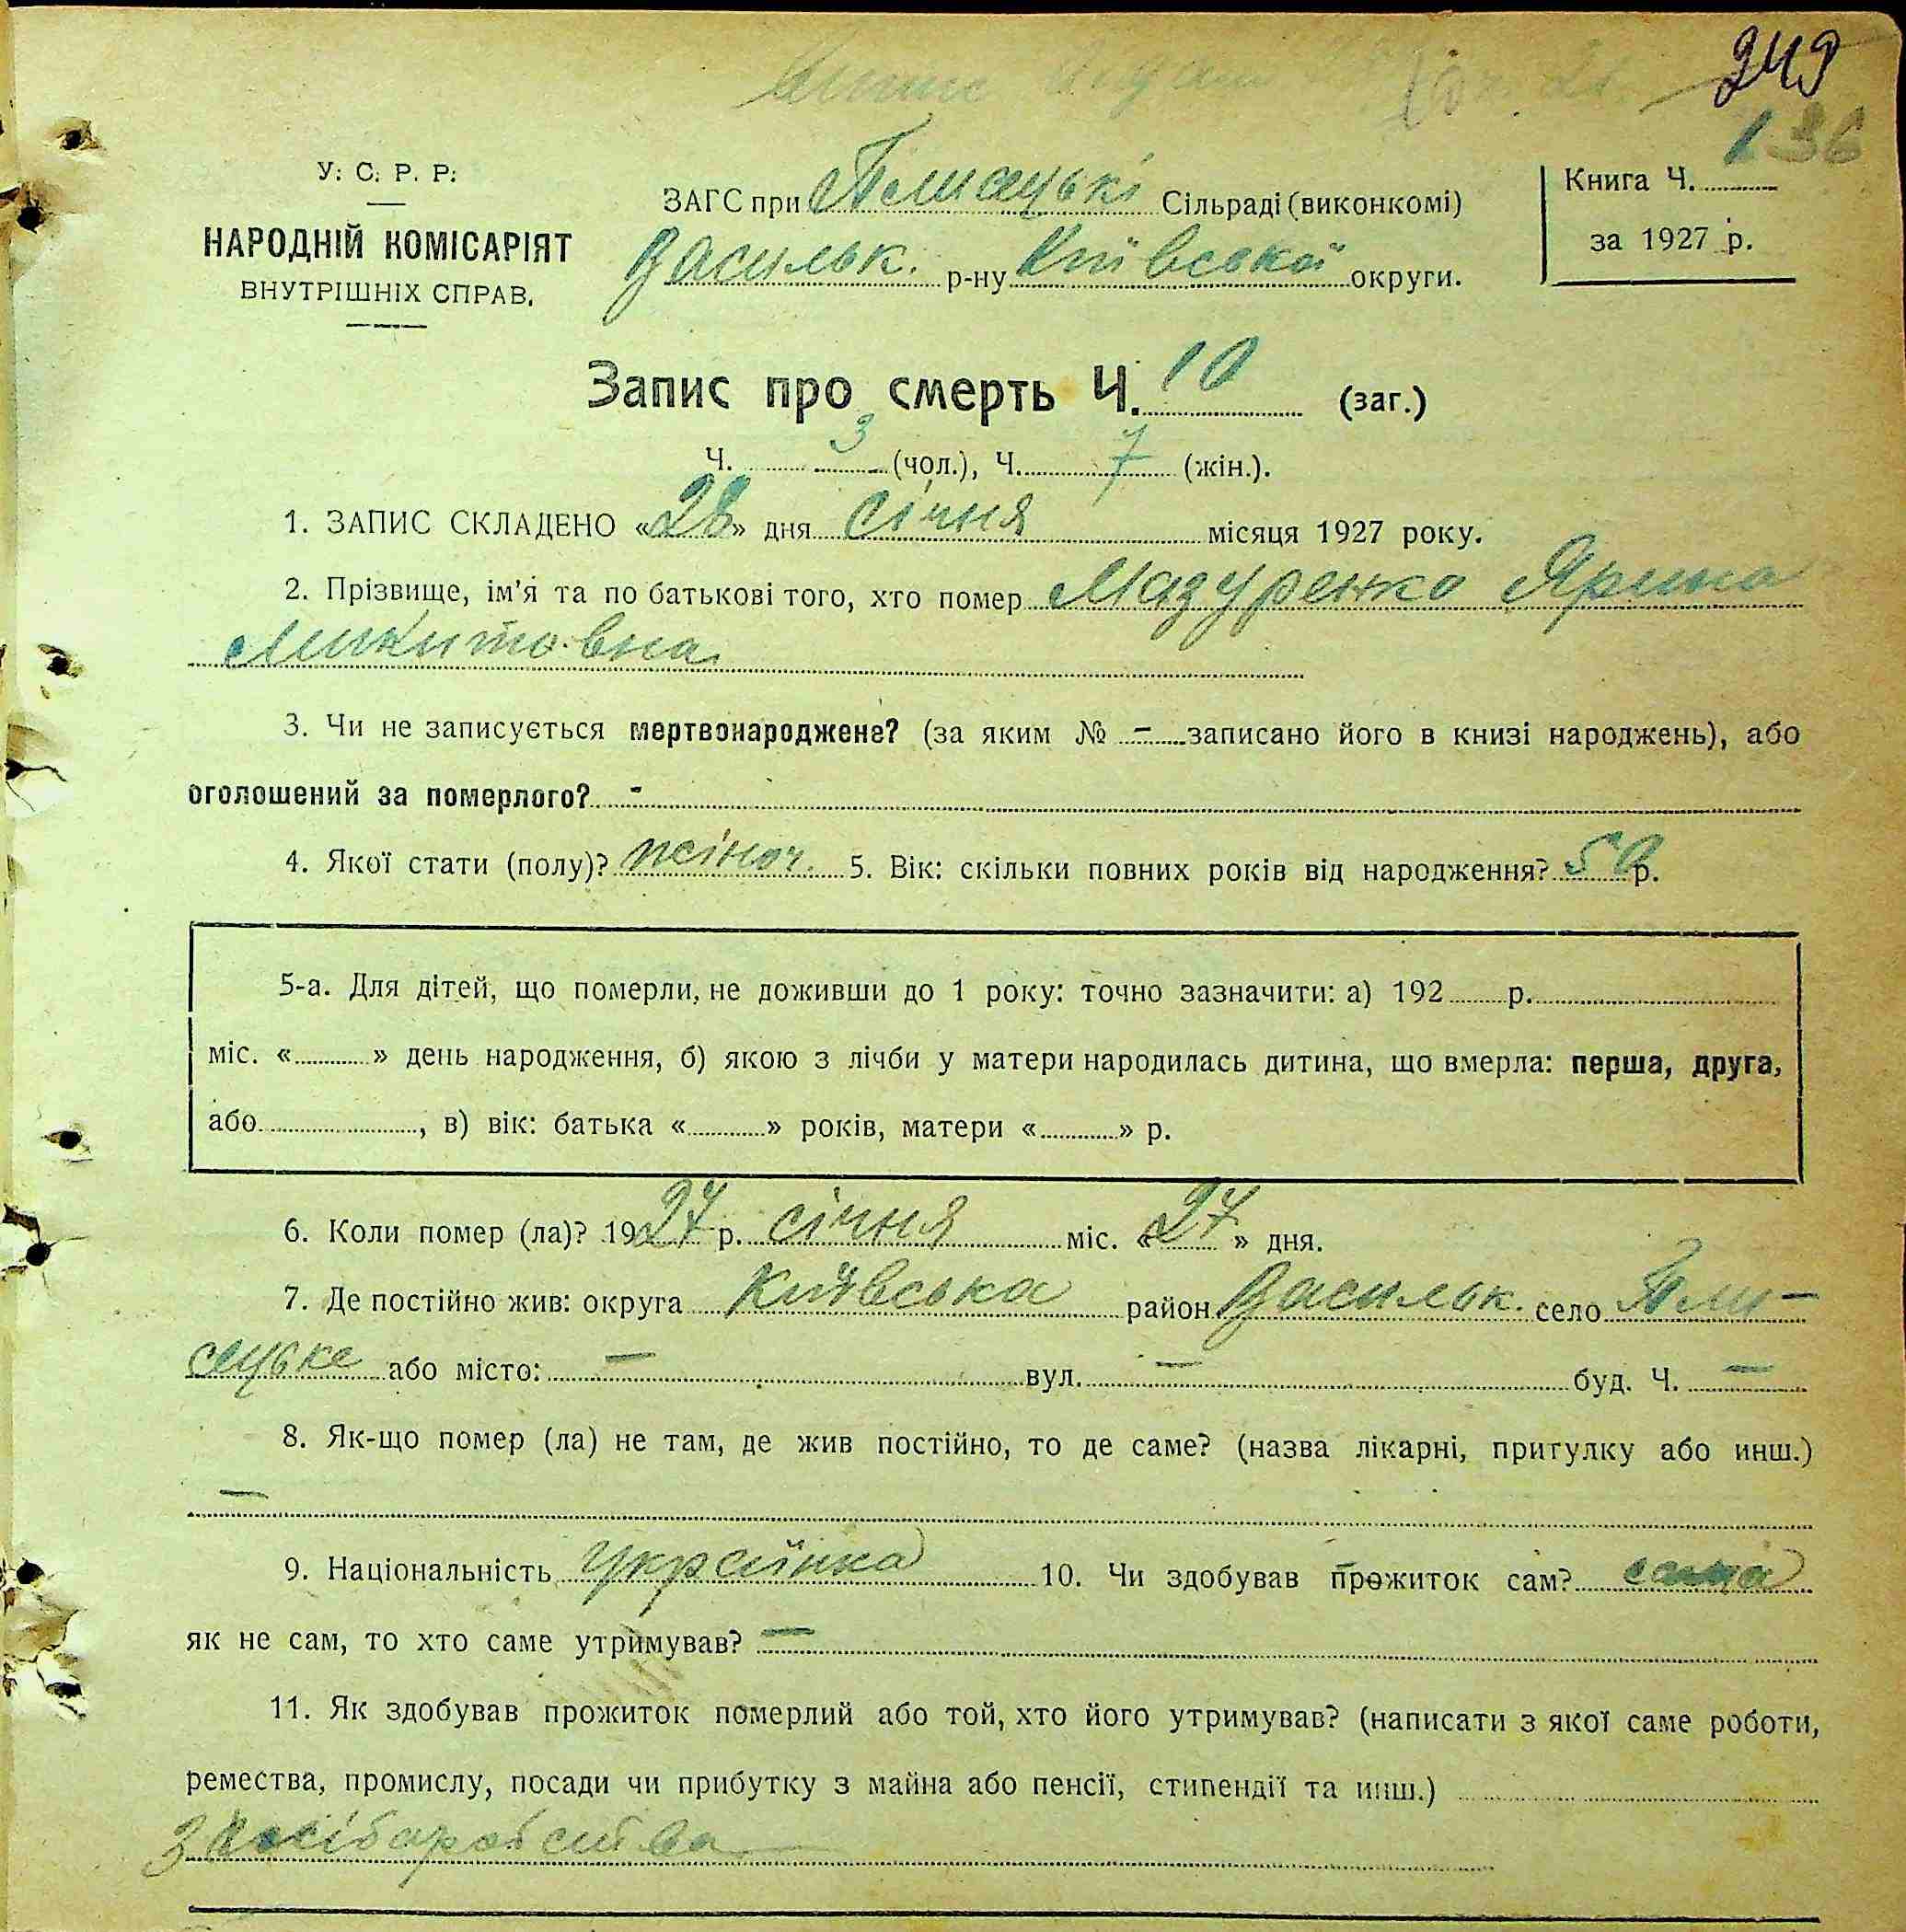 249
136
У. С. Р. Р.
НАРОДНІЙ КОМІСАРІЯТ
ВНУТРІШНІХ СПРАВ.
ЗАГС при Плисецькі Сільраді (виконкомі)
Васильк. р-ну Київської округи.
Книга Ч.
за 1927 р.
Запис про смерть Ч. 10 (заг.)
Ч. 3 (чол.), Ч. 7 (жін.).
1. ЗАПИС СКЛАДЕНО «28» дня січня місяця 1927 року.
2. Прізвище, ім'я та по батькові того, хто помер Мазуренко Ярина
Микитовна
3. Чи не записується мертвонароджене? (за яким № - записано його в книзі народжень), або
оголошений за померлого? -
4. Якої стати (полу)? жіноч. 5. Вік: скільки повних років від народження? 50 р.
5-а. Для дітей, що померли, не доживши до 1 року: точно зазначити: а) 192 р.
міс. « » день народження, б) якою з лічби у матери народилась дитина, що вмерла: перша, друга,
або , в) вік: батька « » років, матери « » р.
6. Коли помер (ла)? 1927 р. січня міс. «27» дня.
7. Де постійно жив: округа Київська район Васильк. село Пли-
сецьке або місто: — вул. — буд. Ч. —
8. Як-що помер (ла) не там, де жив постійно, то де саме? (назва лікарні, притулку або инш.)
—
9. Національність Українка 10. Чи здобував прожиток сам? сама
як не сам, то хто саме утримував? —
11. Як здобував прожиток померлий або той, хто його утримував? (написати з якої саме роботи,
ремества, промислу, посади чи прибутку з майна або пенсії, стипендії та инш.)
З хліборобства